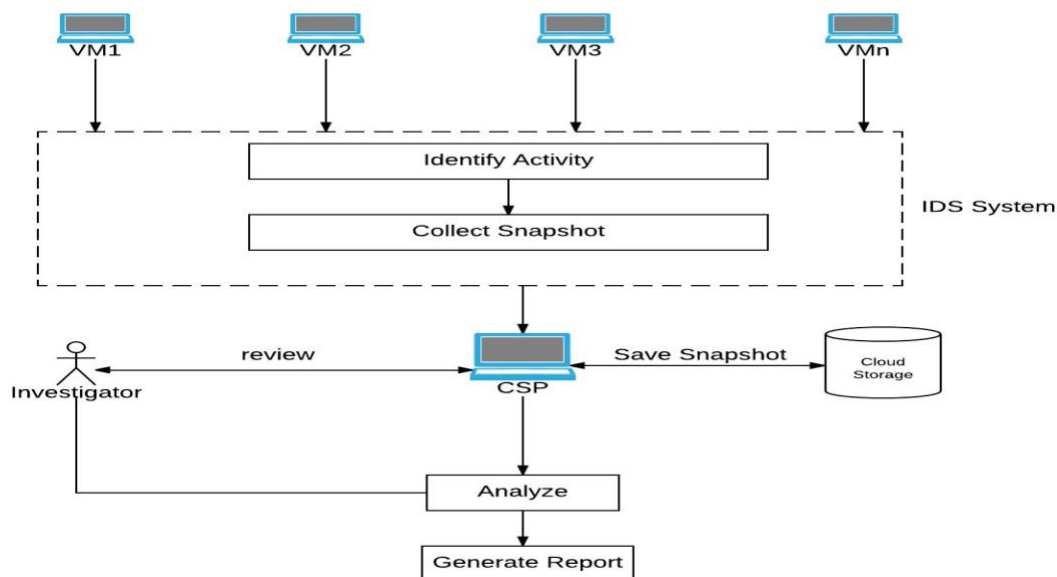 VM1
VM2
VM3
VMn
Identify Activity
Collect Snapshot
IDS System
review
Save Snapshot
Cloud
Storage
Investigator
CSP
Analyze
Generate Report